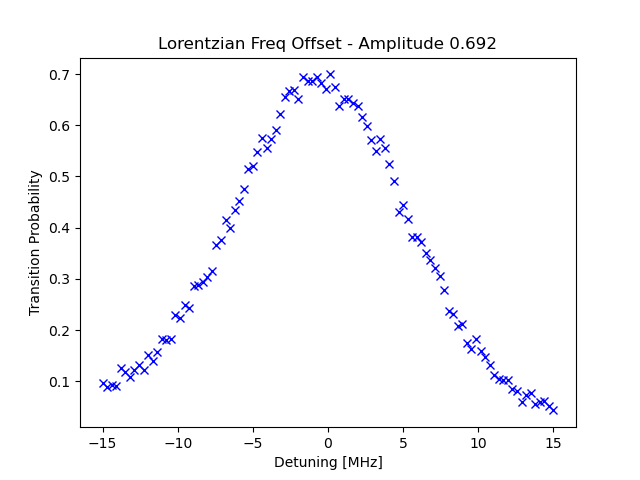 Lorentzian Freq Offset - Amplitude 0.692
0.7
0.6
0.5
0.4
0.3
0.2
0.1
Transition Probability
−15 −10 −5 0 5 10 15
Detuning [MHz]